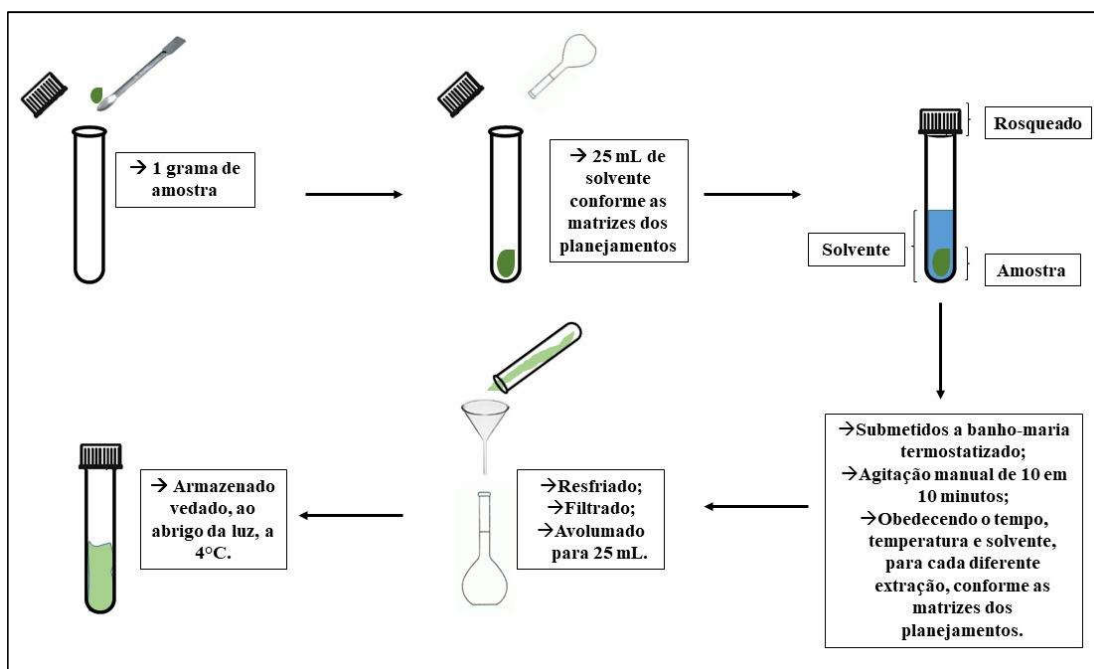 → 1 grama de
amostra
→ 25 mL de
solvente
conforme as
matrizes dos
planejamentos
Rosqueado
Solvente
Amostra
→Submetidos a banho-maria
termostatizado;
→Agitação manual de 10 em
10 minutos;
→Obedecendo o tempo,
temperatura e solvente,
para cada diferente
extração, conforme as
matrizes dos
planejamentos.
→Resfriado;
→Filtrado;
→Avolumado
para 25 mL.
→ Armazenado
vedado, ao
abrigo da luz, a
4°C.